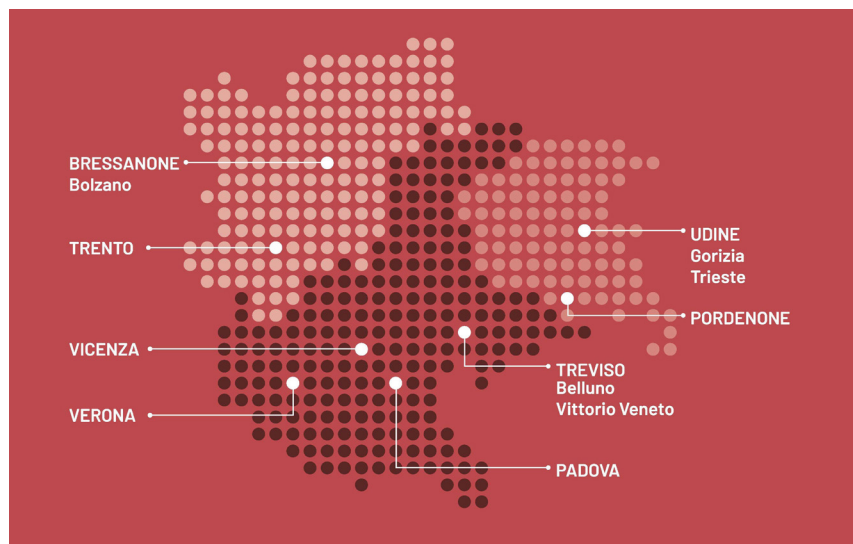 BRESSANONE
Bolzano
TRENTO
VICENZA
VERONA
UDINE
Gorizia
Trieste
PORDENONE
TREVISO
Belluno
Vittorio Veneto
PADOVA